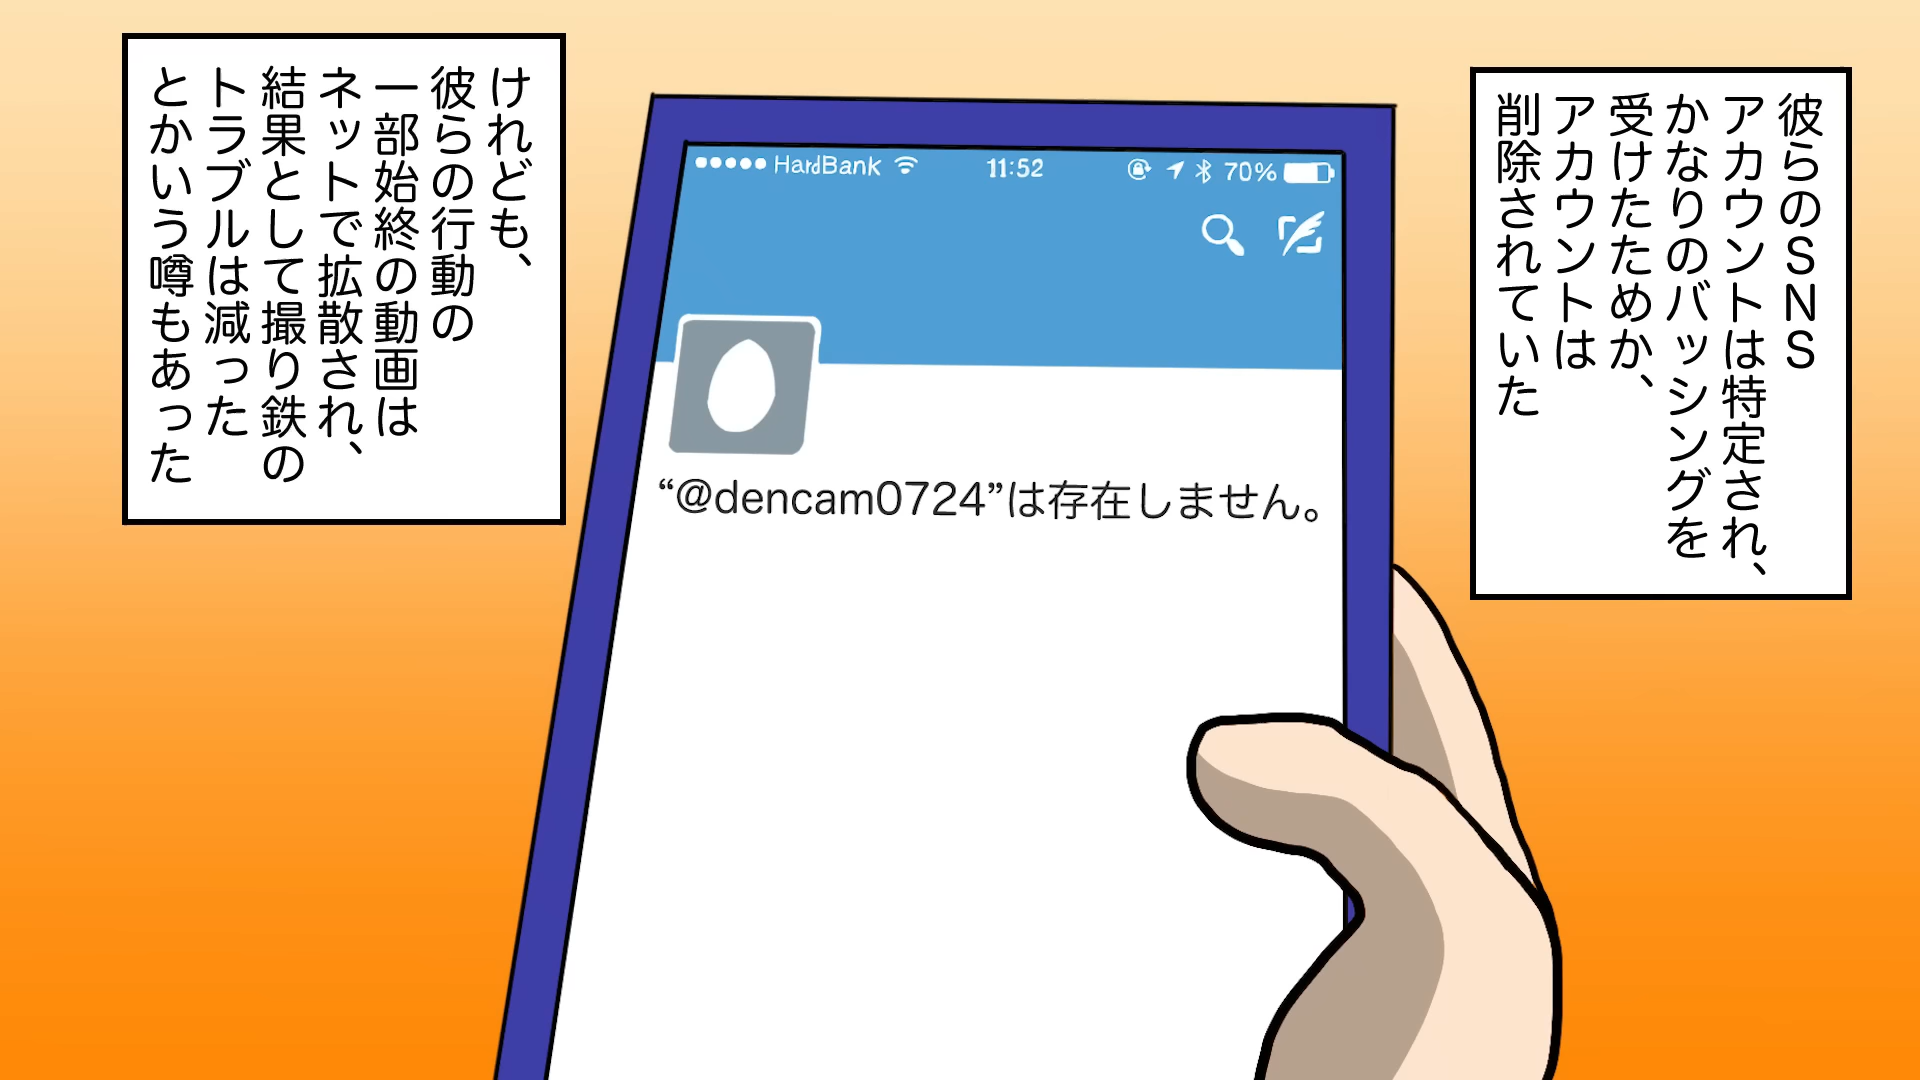 彼らのSNS
アカウントは特定され、
かなりのバッシングを
受けたためか、
アカウントは
削除されていた
HardBank 11:52 70%
“@dencam0724”は存在しません。
けれども、
彼らの行動の
一部始終の動画は
ネットで拡散され、
結果として撮り鉄の
トラブルは減った
とかいう噂もあった